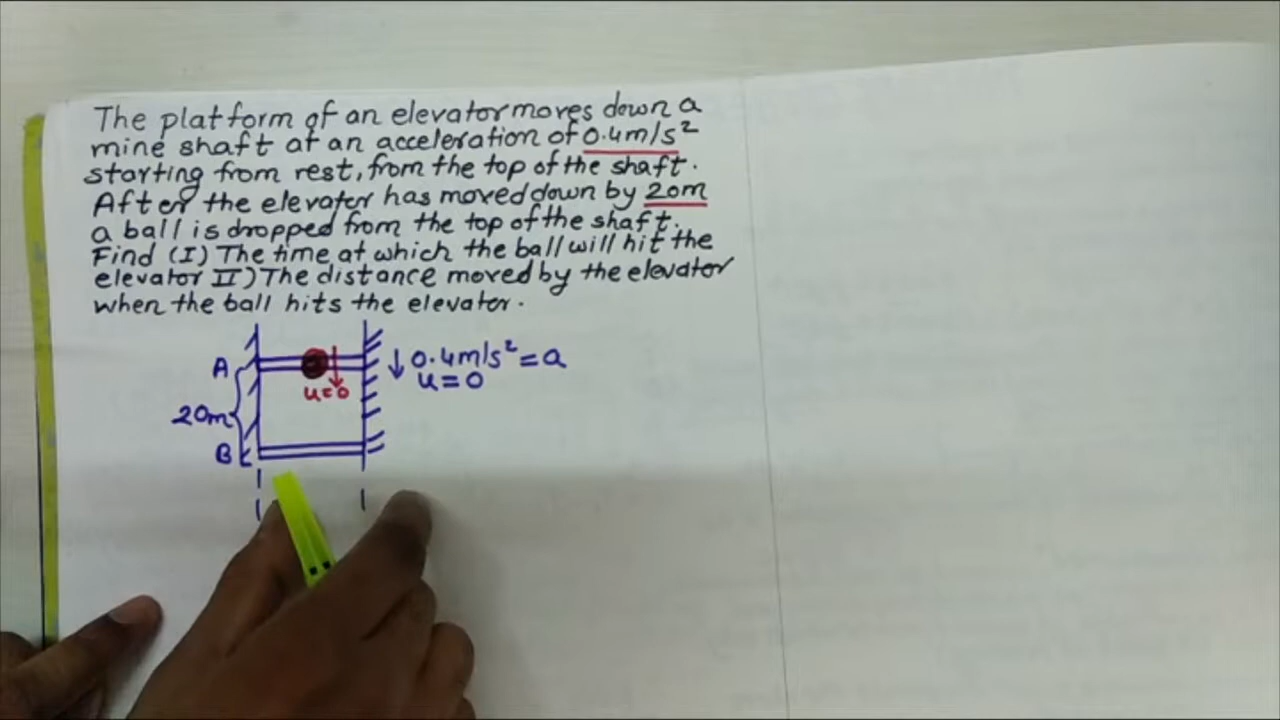 The platform of an elevator moves down a
mine shaft at an acceleration of 0.4m/s²
starting from rest, from the top of the shaft.
After the elevater has moved down by 20m
a ball is dropped from the top of the shaft.
Find (I) The time at which the ball will hit the
elevator II) The distance moved by the elevator
when the ball hits the elevator.
A
↓ 0.4m/s² = a
u = 0
u=0
20m
B